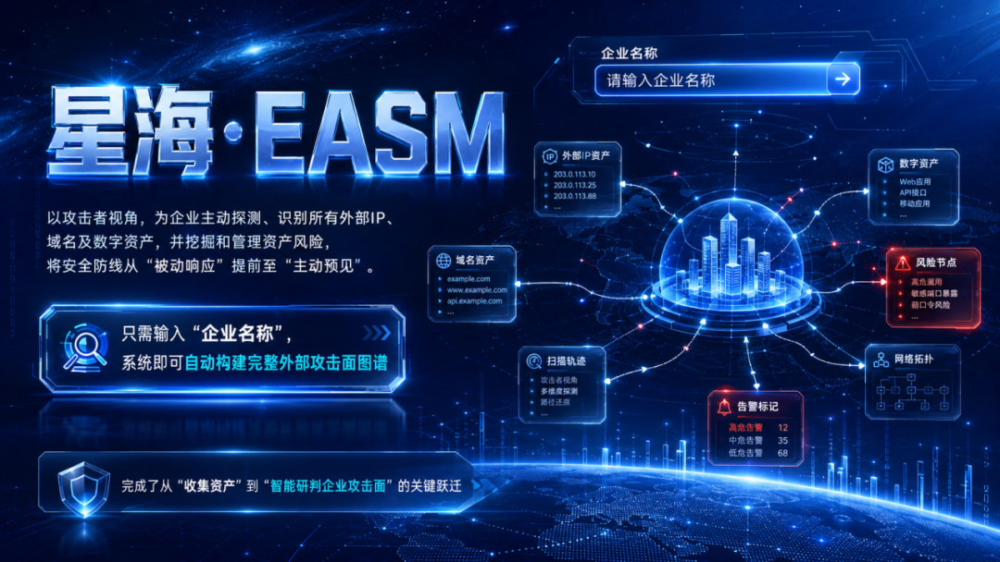 星海·EASM
以攻击者视角，为企业主动探测、识别所有外部IP、
域名及数字资产，并挖掘和管理资产风险，
将安全防线从“被动响应”提前至“主动预见”。
只需输入“企业名称”，
系统即可自动构建完整外部攻击面图谱
完成了从“收集资产”到“智能研判企业攻击面”的关键跃迁
企业名称
请输入企业名称
IP 外部IP资产
203.0.113.10
203.0.113.25
203.0.113.88
...
数字资产
Web应用
API接口
移动应用
...
域名资产
example.com
www.example.com
api.example.com
...
风险节点
高危
敏感端口暴露
弱口令风险
...
扫描轨迹
攻击者视角
多维度探测
路径还原
...
网络拓扑
告警标记
高危告警 12
中危告警 35
低危告警 68